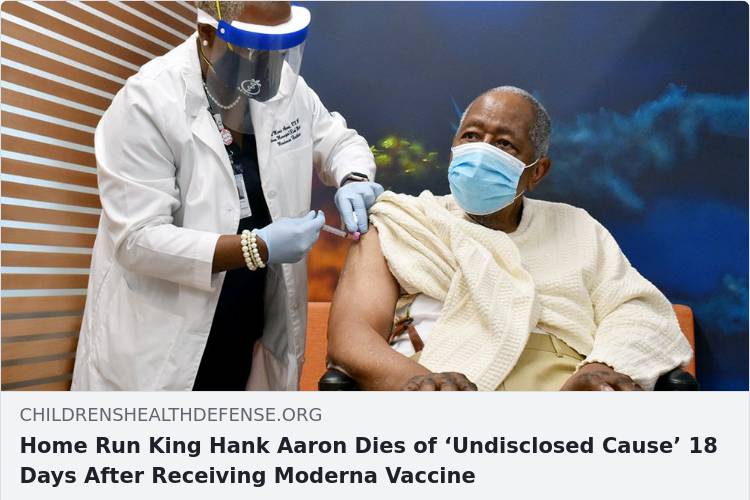 CHILDRENSHEALTHDEFENSE.ORG
Home Run King Hank Aaron Dies of ‘Undisclosed Cause’ 18
Days After Receiving Moderna Vaccine